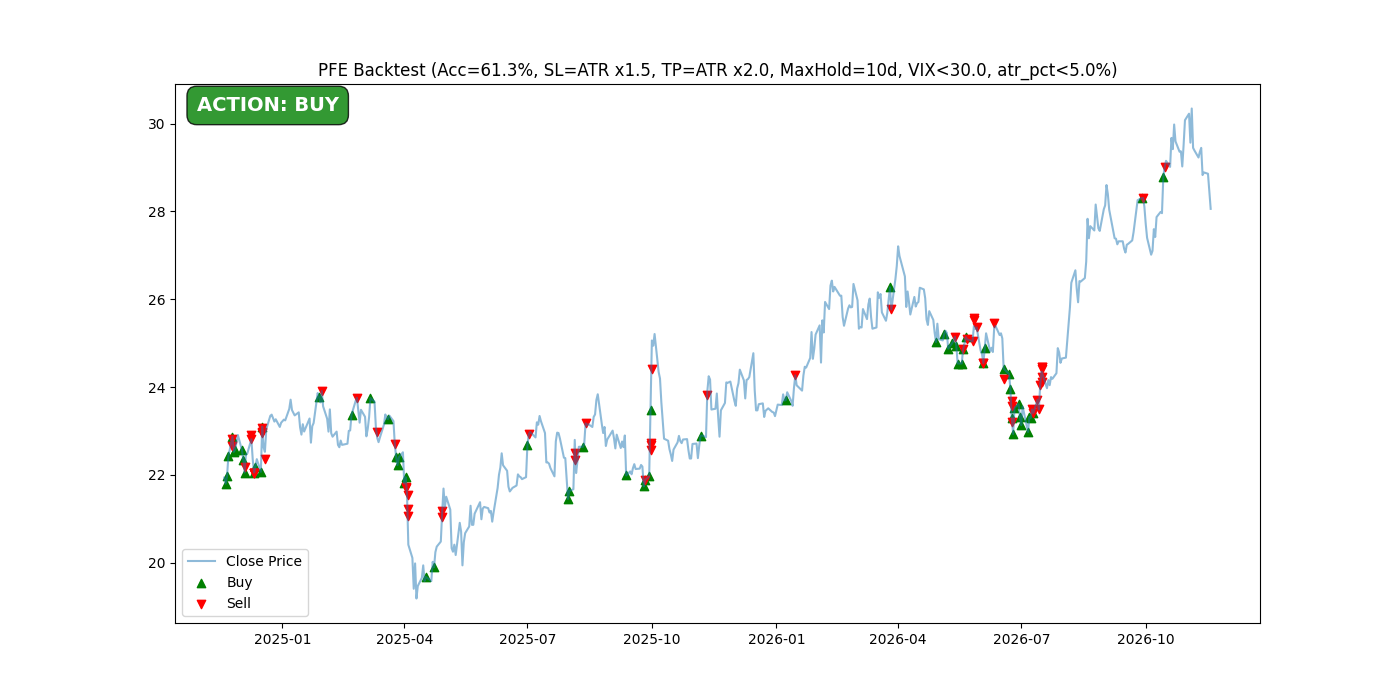 PFE Backtest (Acc=61.3%, SL=ATR x1.5, TP=ATR x2.0, MaxHold=10d, VIX<30.0, atr_pct<5.0%)
ACTION: BUY
30
28
26
24
22
20
Close Price
Buy
Sell
2025-01
2025-04
2025-07
2025-10
2026-01
2026-04
2026-07
2026-10